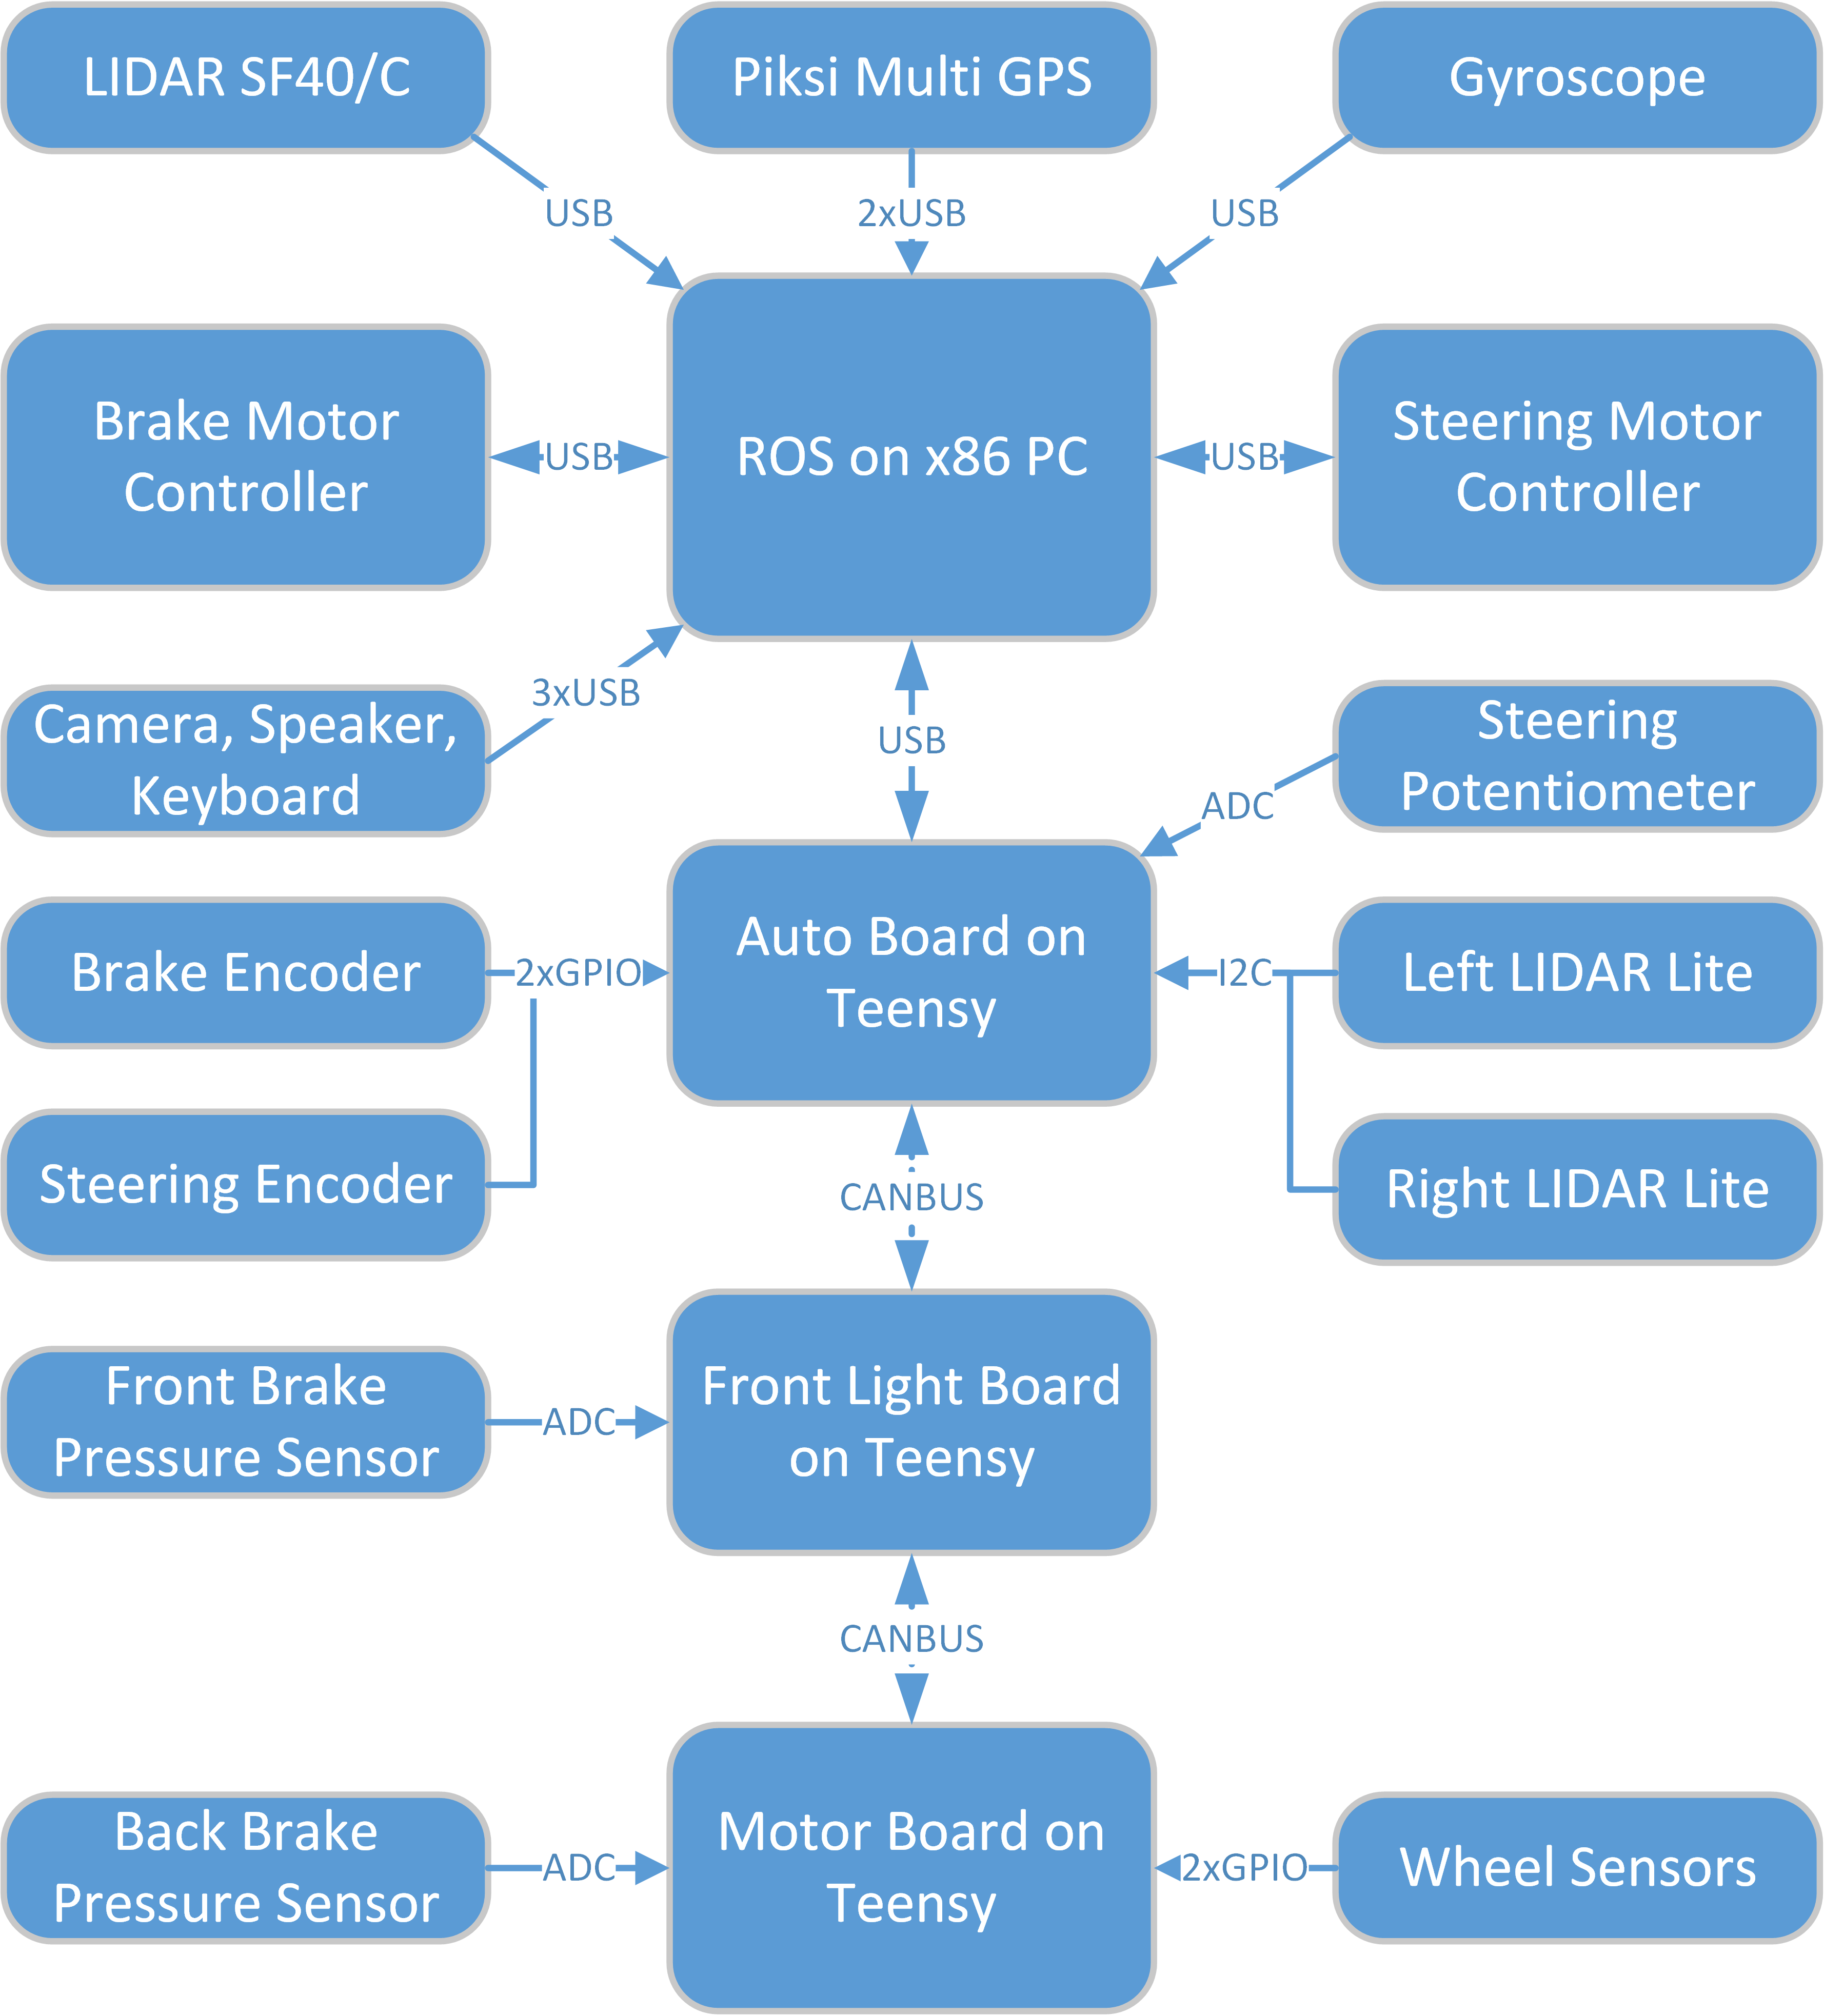 LIDAR SF40/C
Piksi Multi GPS
Gyroscope
USB
2xUSB
USB
Brake Motor
Controller
USB
ROS on x86 PC
USB
Steering Motor
Controller
3xUSB
Camera, Speaker,
Keyboard
USB
Steering
Potentiometer
ADC
Brake Encoder
2xGPIO
Auto Board on
Teensy
I2C
Left LIDAR Lite
Steering Encoder
CANBUS
Right LIDAR Lite
Front Brake
Pressure Sensor
ADC
Front Light Board
on Teensy
CANBUS
Back Brake
Pressure Sensor
ADC
Motor Board on
Teensy
2xGPIO
Wheel Sensors